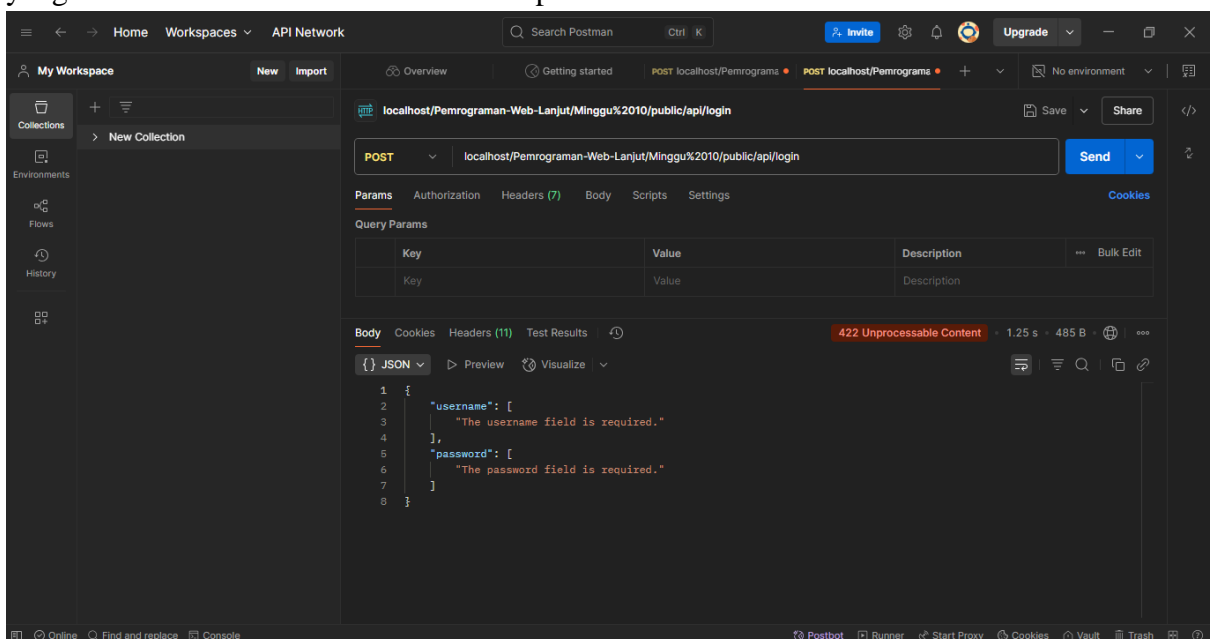 Home Workspaces API Network Search Postman Ctrl K Invite Upgrade
My Workspace New Import Overview Getting started POST localhost/Pemrograma POST localhost/Pemrograma No environment
Collections
New Collection
Environments
Flows
History
HTTP localhost/Pemrograman-Web-Lanjut/Minggu%2010/public/api/login Save Share
POST localhost/Pemrograman-Web-Lanjut/Minggu%2010/public/api/login Send
Params Authorization Headers (7) Body Scripts Settings Cookies
Query Params
Key Value Description Bulk Edit
Key Value Description
Body Cookies Headers (11) Test Results 422 Unprocessable Content 1.25 s 485 B
{} JSON Preview Visualize
1 {
2 "username": [
3 "The username field is required."
4 ],
5 "password": [
6 "The password field is required."
7 ]
8 }
Online Find and replace Console Postbot Runner Start Proxy Cookies Vault Trash